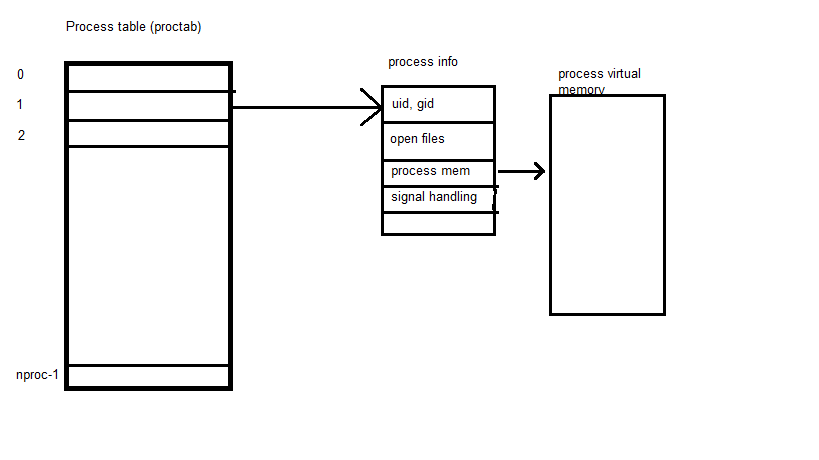 Process table (proctab)
0
1
2
nproc-1
process info
uid, gid
open files
process mem
signal handling
process virtual
memory